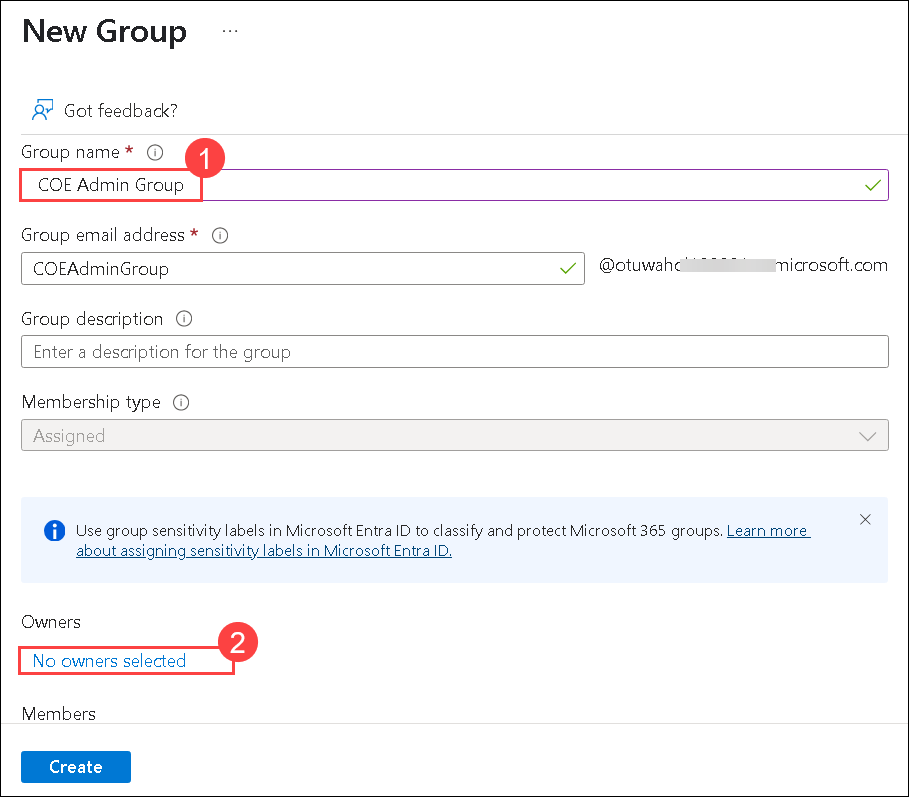 New Group ...
Got feedback?
Group name *
1
COE Admin Group
Group email address *
COEAdminGroup
@otuwaho microsoft.com
Group description
Enter a description for the group
Membership type
Assigned
Use group sensitivity labels in Microsoft Entra ID to classify and protect Microsoft 365 groups. Learn more
about assigning sensitivity labels in Microsoft Entra ID.
Owners
2
No owners selected
Members
Create